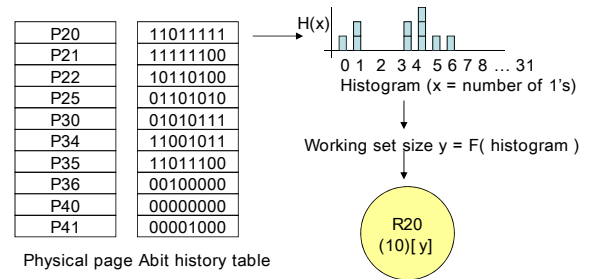 P20 11011111
P21 11111100
P22 10110100
P25 01101010
P30 01010111
P34 11001011
P35 11011100
P36 00100000
P40 00000000
P41 00001000
Physical page Abit history table
H(x)
0 1 2 3 4 5 6 7 8 ... 31
Histogram (x = number of 1's)
Working set size y = F( histogram )
R20
(10)[y]